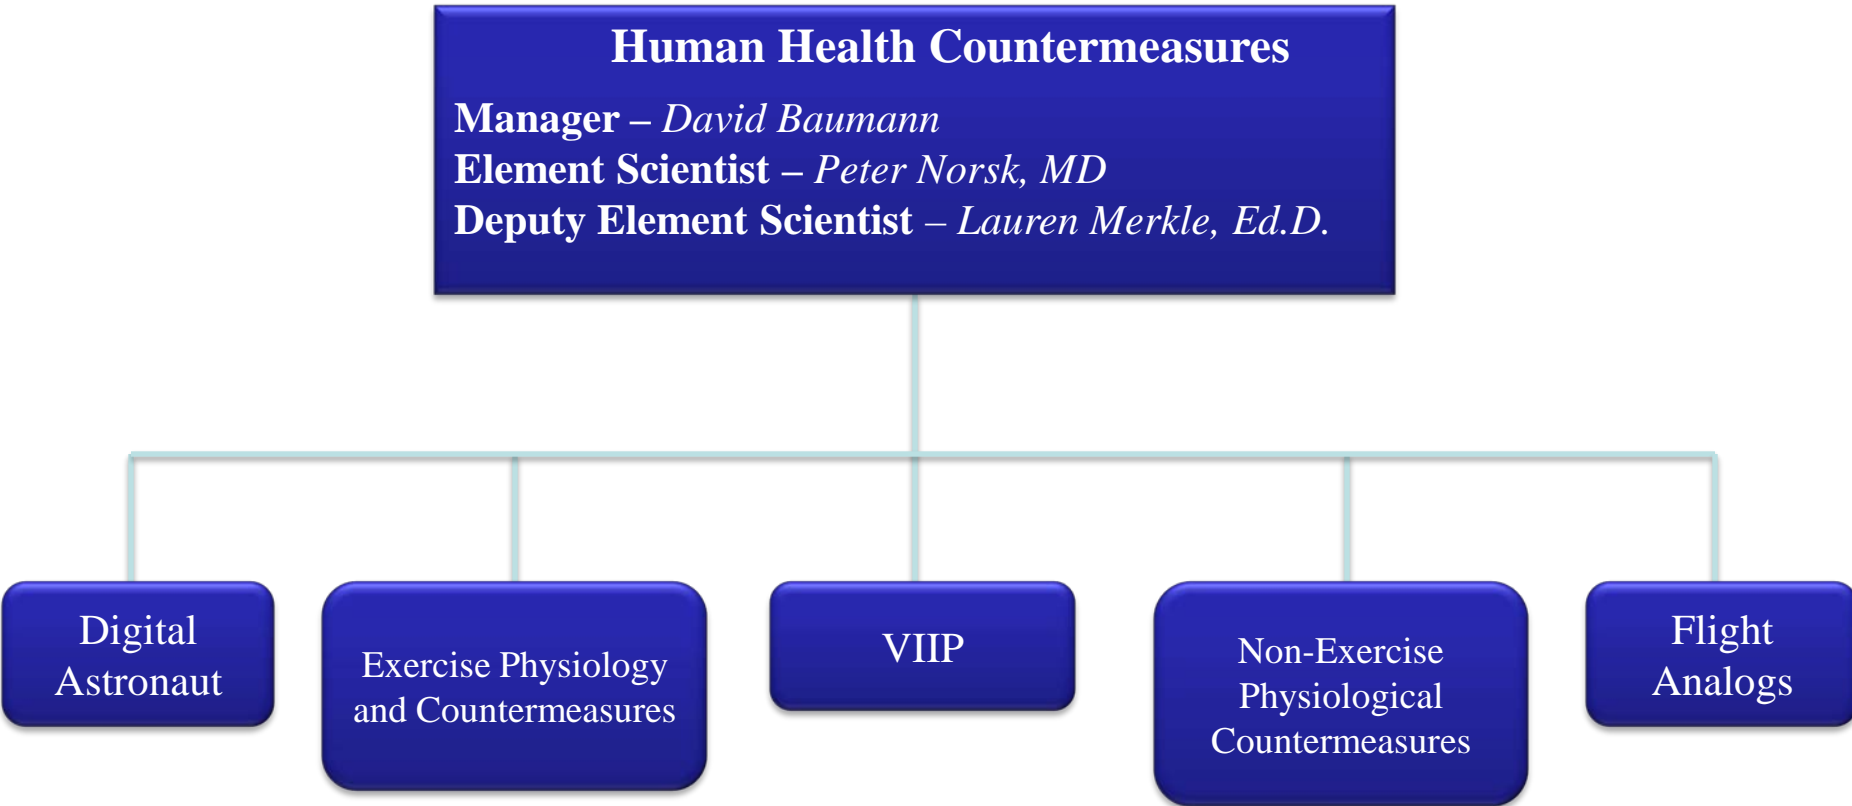 Human Health Countermeasures
Manager – David Baumann
Element Scientist – Peter Norsk, MD
Deputy Element Scientist – Lauren Merkle, Ed.D.
Digital
Astronaut
Exercise Physiology
and Countermeasures
VIIP
Non-Exercise
Physiological
Countermeasures
Flight
Analogs